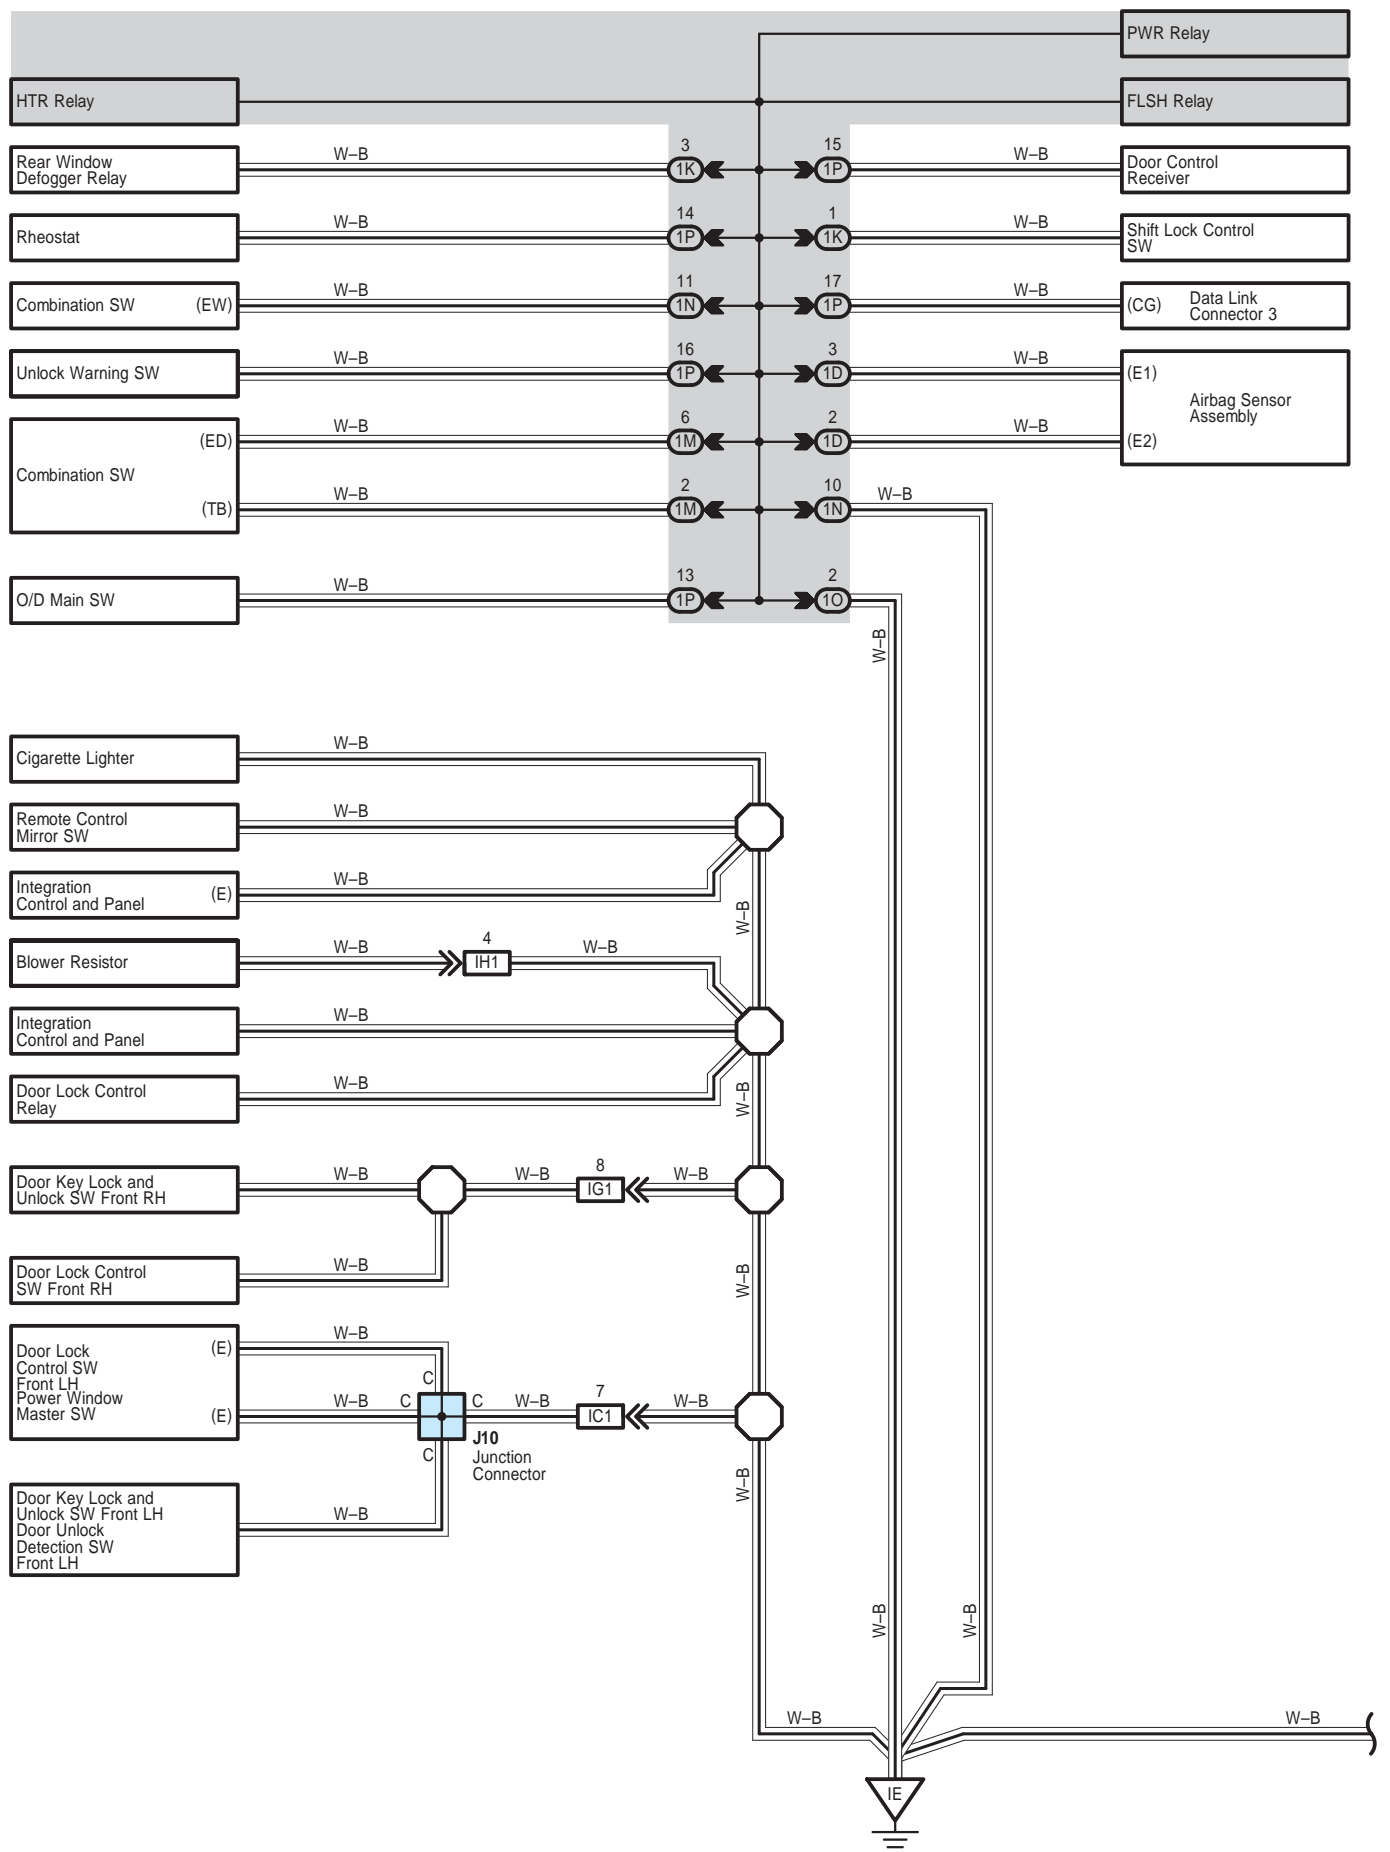 PWR Relay
HTR Relay
FLSH Relay
Rear Window
Defogger Relay
W–B
3
1K
15
1P
W–B
Door Control
Receiver
Rheostat
W–B
14
1P
1
1K
W–B
Shift Lock Control
SW
Combination SW (EW)
W–B
11
1N
17
1P
W–B
(CG) Data Link
Connector 3
Unlock Warning SW
W–B
16
1P
3
1D
W–B
(E1)
Airbag Sensor
Assembly
(E2)
Combination SW
(ED)
W–B
6
1M
2
1D
W–B
(TB)
W–B
2
1M
10
1N
W–B
O/D Main SW
W–B
13
1P
2
1O
W–B
Cigarette Lighter
W–B
Remote Control
Mirror SW
W–B
Integration
Control and Panel (E)
W–B
W–B
Blower Resistor
W–B
4
IH1
W–B
Integration
Control and Panel
W–B
Door Lock Control
Relay
W–B
W–B
Door Key Lock and
Unlock SW Front RH
W–B
W–B
8
IG1
W–B
Door Lock Control
SW Front RH
W–B
W–B
Door Lock
Control SW
Front LH
Power Window
Master SW
(E)
W–B
(E)
W–B
C
C
C
C
W–B
7
IC1
W–B
J10
Junction
Connector
W–B
Door Key Lock and
Unlock SW Front LH
Door Unlock
Detection SW
Front LH
W–B
W–B
W–B
W–B
W–B
IE